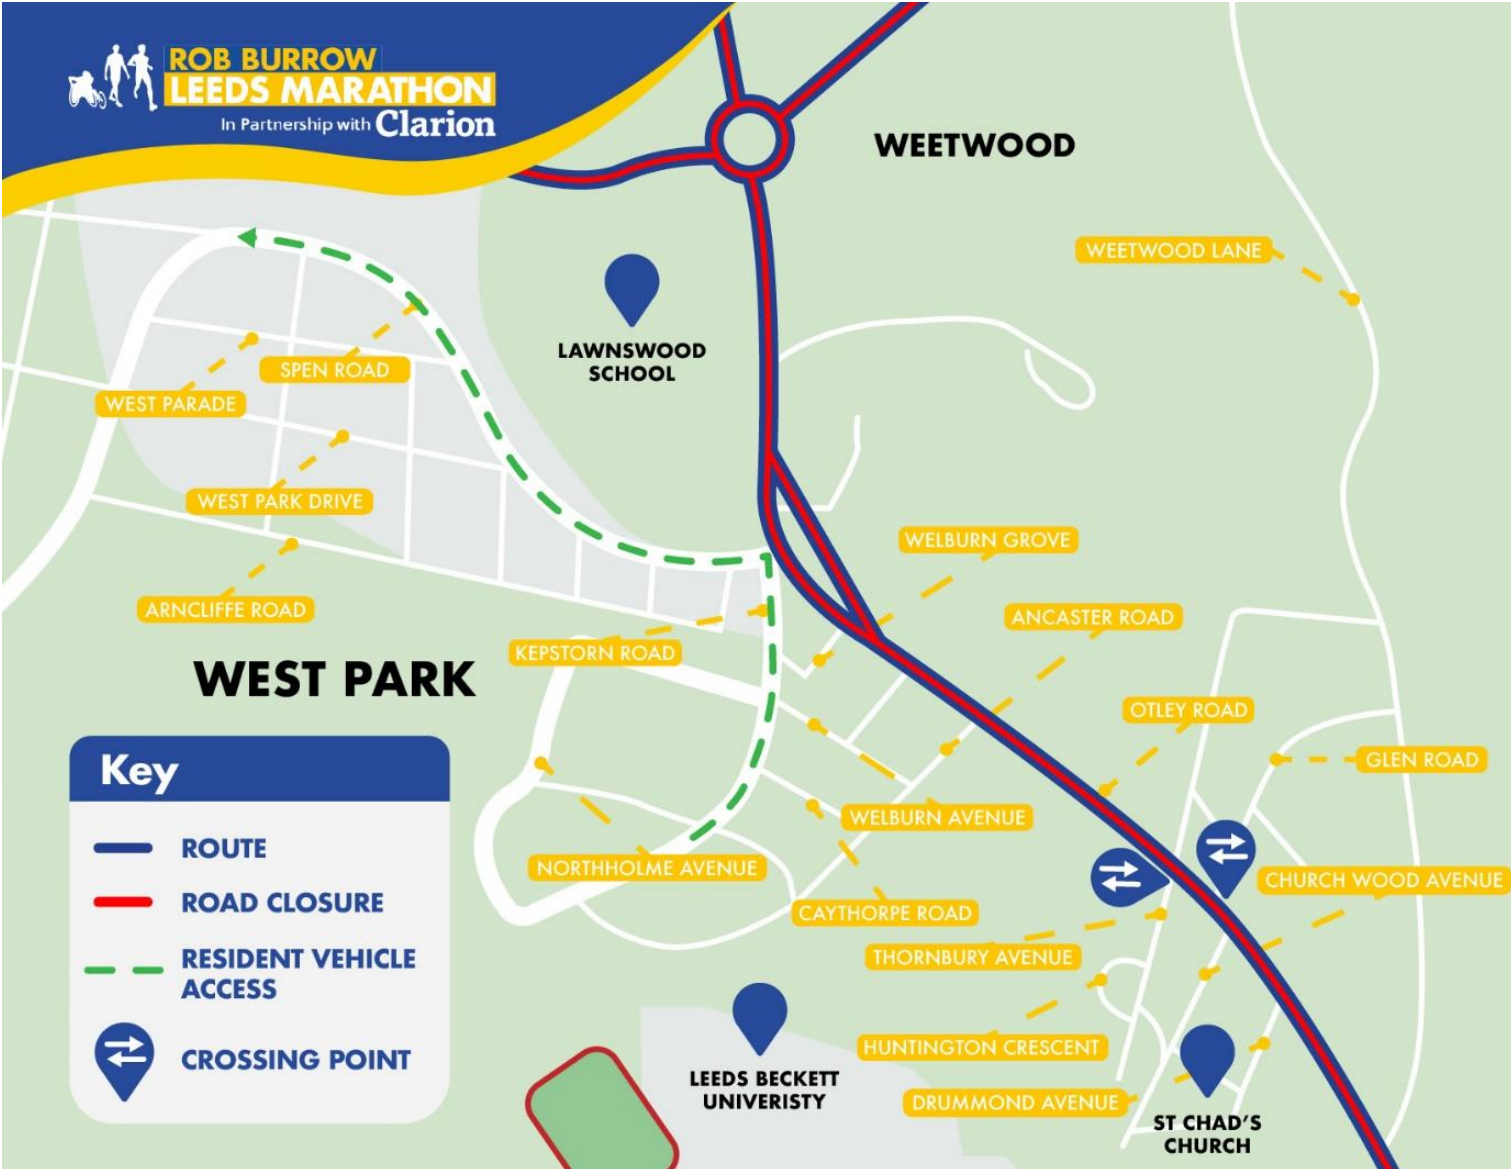 ROB BURROW
LEEDS MARATHON
In Partnership with Clarion
WEETWOOD
WEETWOOD LANE
LAWNSWOOD
SCHOOL
SPEN ROAD
WEST PARADE
WEST PARK DRIVE
WELBURN GROVE
ARNCLIFFE ROAD
ANCASTER ROAD
KEPSTORN ROAD
WEST PARK
OTLEY ROAD
GLEN ROAD
WELBURN AVENUE
NORTHHOLME AVENUE
CHURCH WOOD AVENUE
CAYTHORPE ROAD
THORNBURY AVENUE
HUNTINGTON CRESCENT
LEEDS BECKETT
UNIVERISTY
DRUMMOND AVENUE
ST CHAD'S
CHURCH
Key
ROUTE
ROAD CLOSURE
RESIDENT VEHICLE
ACCESS
CROSSING POINT